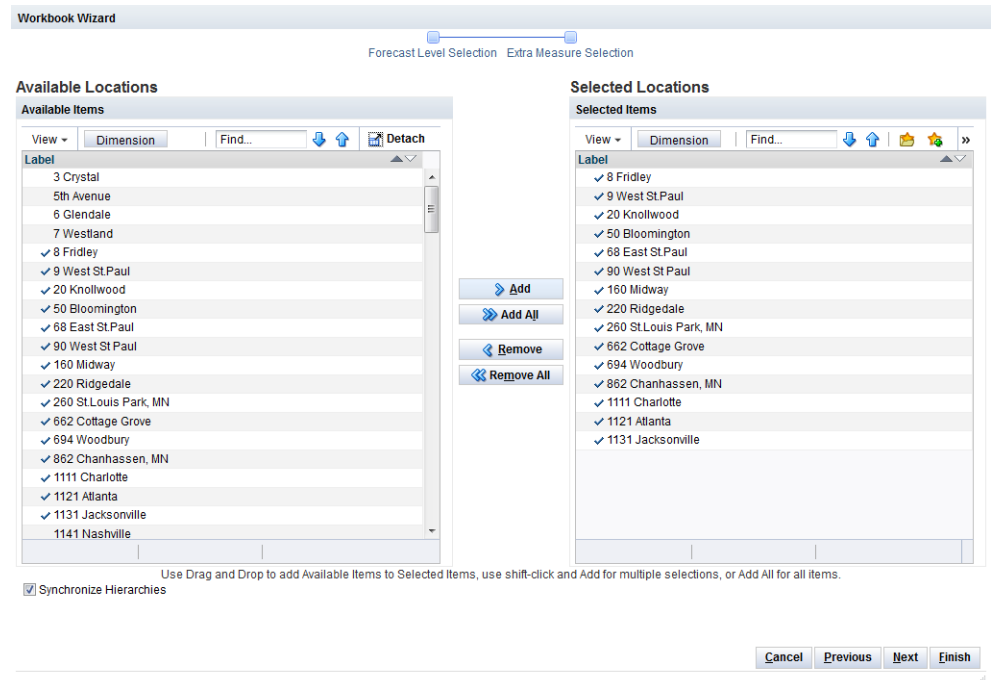 Workbook Wizard
Forecast Level Selection Extra Measure Selection
Available Locations
Available Items
View Dimension Find... Detach
Label
3 Crystal
5th Avenue
6 Glendale
7 Westland
8 Fridley
9 West St.Paul
20 Knollwood
50 Bloomington
68 East St.Paul
90 West St Paul
160 Midway
220 Ridgedale
260 St.Louis Park, MN
662 Cottage Grove
694 Woodbury
862 Chanhassen, MN
1111 Charlotte
1121 Atlanta
1131 Jacksonville
1141 Nashville
Add
Add All
Remove
Remove All
Selected Locations
Selected Items
View Dimension Find... »
Label
8 Fridley
9 West St.Paul
20 Knollwood
50 Bloomington
68 East St.Paul
90 West St Paul
160 Midway
220 Ridgedale
260 St.Louis Park, MN
662 Cottage Grove
694 Woodbury
862 Chanhassen, MN
1111 Charlotte
1121 Atlanta
1131 Jacksonville
Use Drag and Drop to add Available Items to Selected Items, use shift-click and Add for multiple selections, or Add All for all items.
Synchronize Hierarchies
Cancel Previous Next Finish